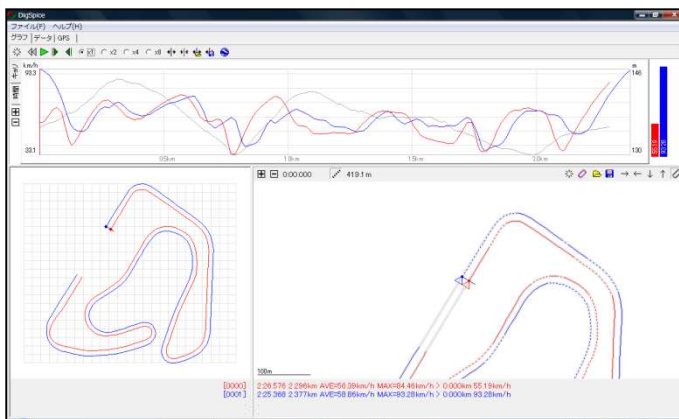 DigSpice
ファイル(F) ヘルプ(H)
グラフ データ GPS
x1 x2 x4 x8
km/h
m
93.3
146
33.1
130
0.5km 1.0km 1.5km 2.0km
0:00.000 419.1 m
100m
[0000] 2:26.576 2.296km AVE=56.39km/h MAX=84.46km/h > 0.000km 55.19km/h
[0001] 2:25.368 2.377km AVE=58.86km/h MAX=93.28km/h > 0.000km 93.28km/h